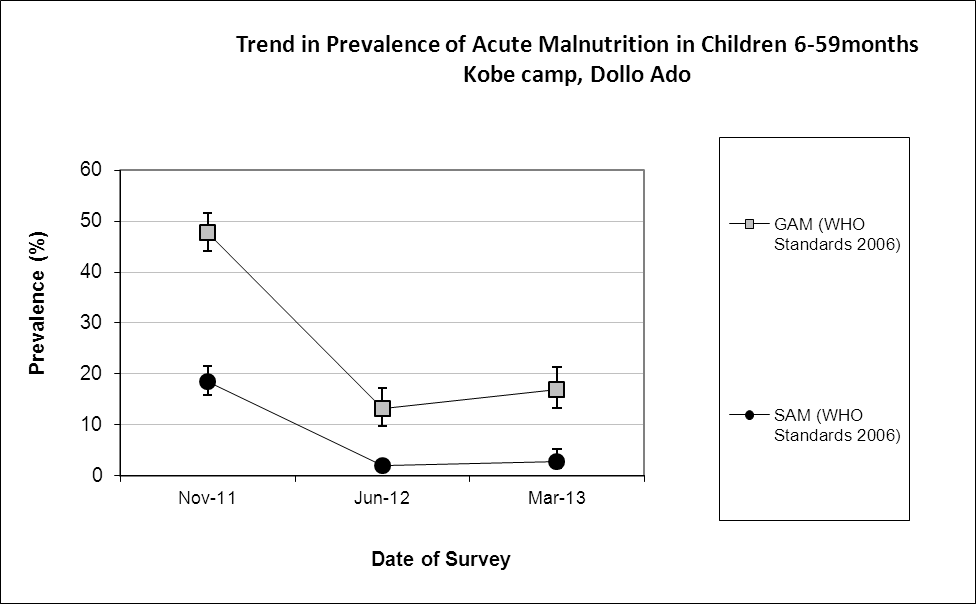 Trend in Prevalence of Acute Malnutrition in Children 6-59months
Kobe camp, Dollo Ado
Prevalence (%)
60
50
40
30
20
10
0
Nov-11
Jun-12
Mar-13
Date of Survey
GAM (WHO
Standards 2006)
SAM (WHO
Standards 2006)